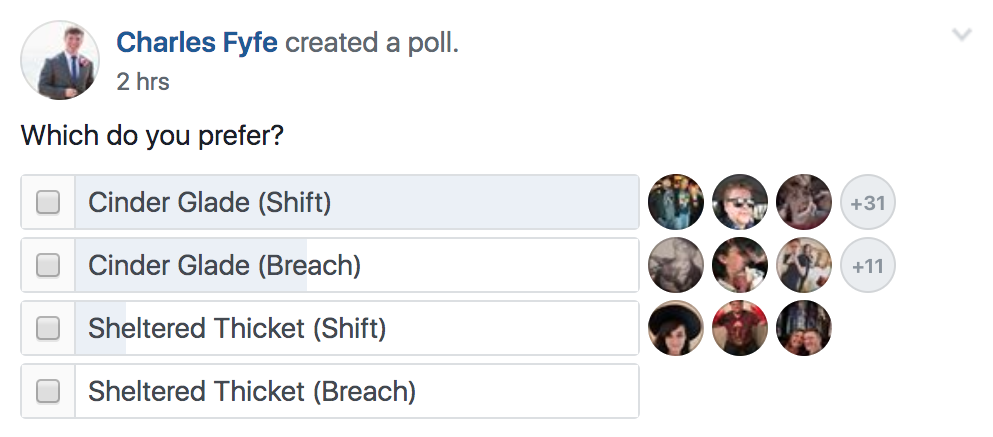 Charles Fyfe created a poll.
2 hrs
Which do you prefer?
Cinder Glade (Shift)
+31
Cinder Glade (Breach)
+11
Sheltered Thicket (Shift)
Sheltered Thicket (Breach)